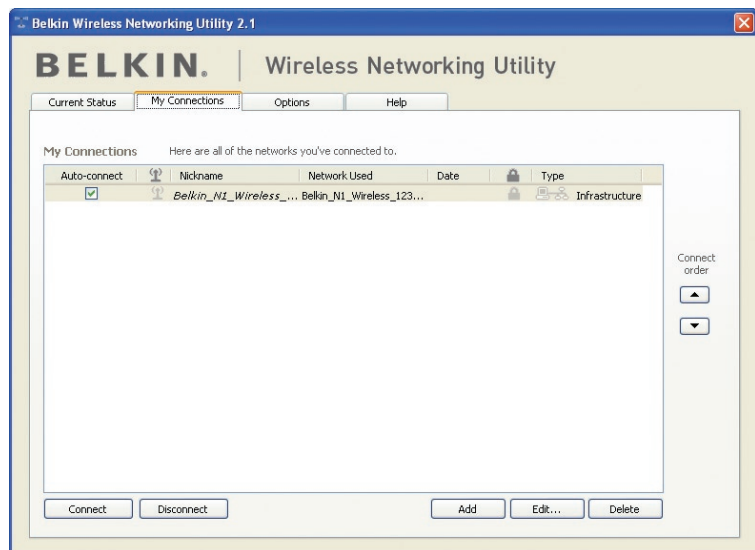 Belkin Wireless Networking Utility 2.1
BELKIN. | Wireless Networking Utility
Current Status My Connections Options Help
My Connections Here are all of the networks you've connected to.
Auto-connect Nickname Network Used Date Type
Belkin_N1_Wireless_... Belkin_N1_Wireless_123... Infrastructure
Connect
order
Connect Disconnect Add Edit... Delete